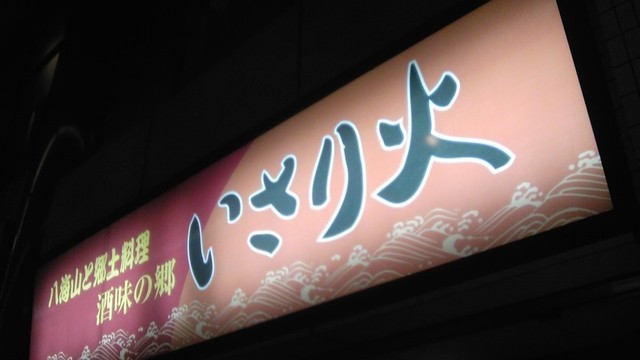 八海山と郷土料理
酒味の郷
いさり火